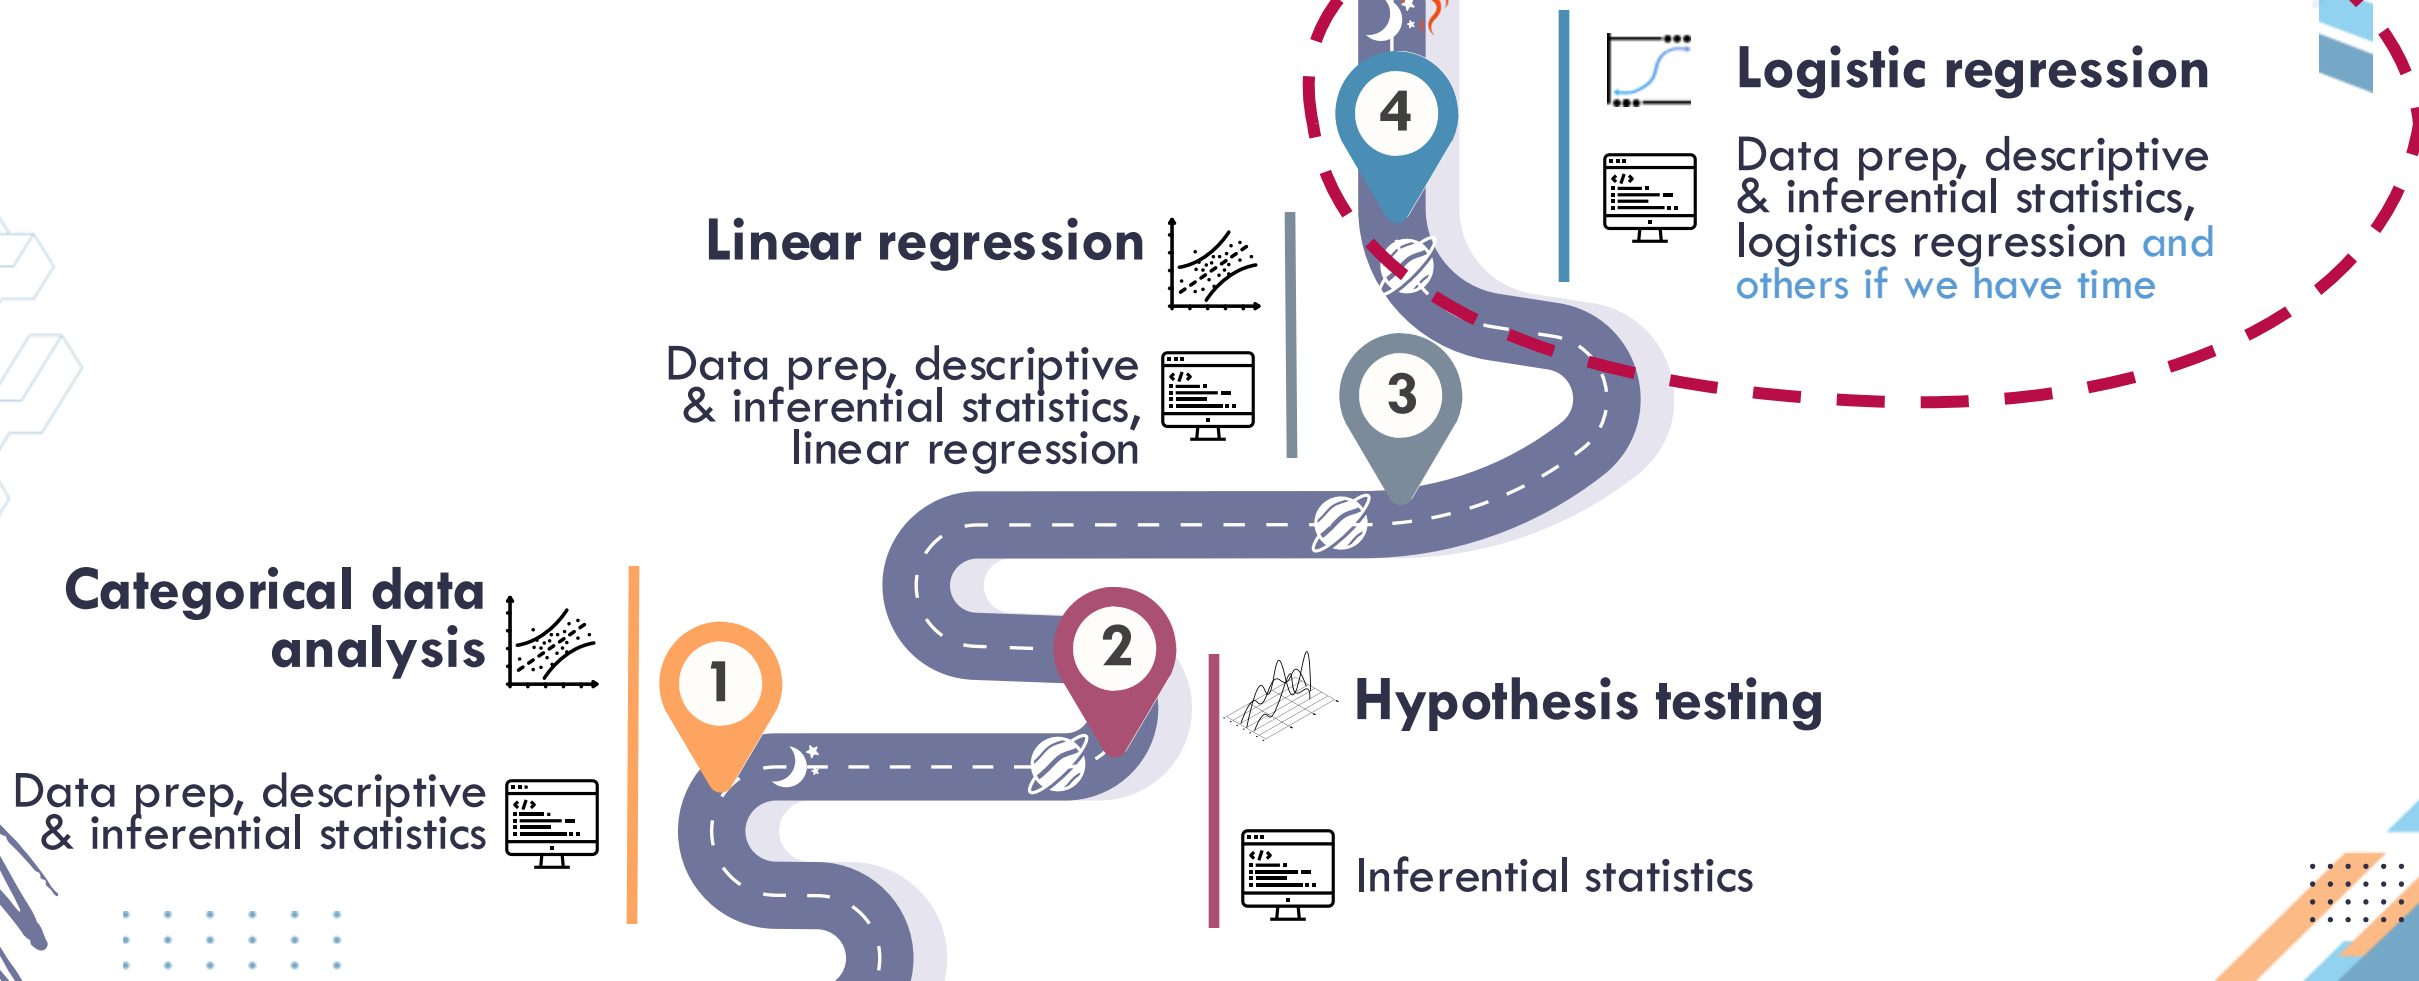 4
Logistic regression
Data prep, descriptive
& inferential statistics,
logistics regression and
others if we have time
Linear regression
Data prep, descriptive
& inferential statistics,
linear regression
3
Categorical data
analysis
Data prep, descriptive
& inferential statistics
1
2
Hypothesis testing
Inferential statistics